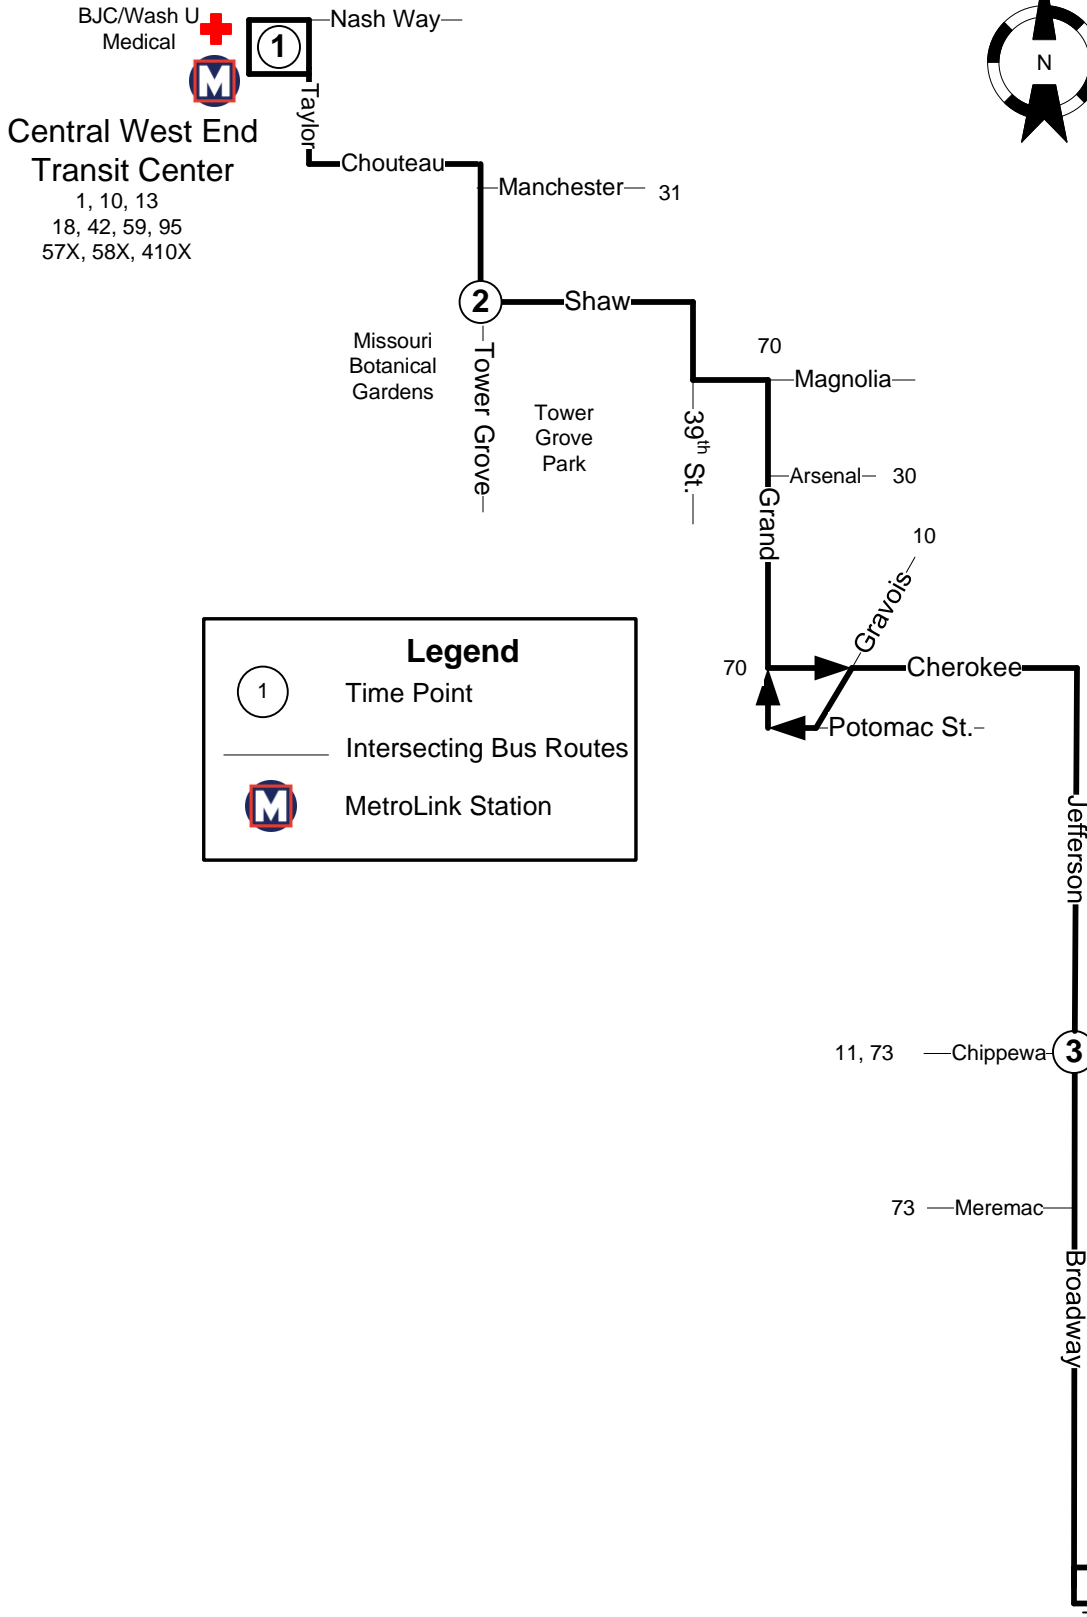 BJC/Wash U
Medical
1
Nash Way
N
M
Taylor
Central West End
Transit Center
1, 10, 13
18, 42, 59, 95
57X, 58X, 410X
Chouteau
Manchester
31
2
Shaw
Missouri
Botanical
Gardens
Tower Grove
Tower
Grove
Park
39th St.
70
Magnolia
Arsenal
30
Grand
10
Gravois
70
Cherokee
Potomac St.
Legend
1
Time Point
Intersecting Bus Routes
M
MetroLink Station
Jefferson
11, 73
Chippewa
3
73
Meremac
Broadway